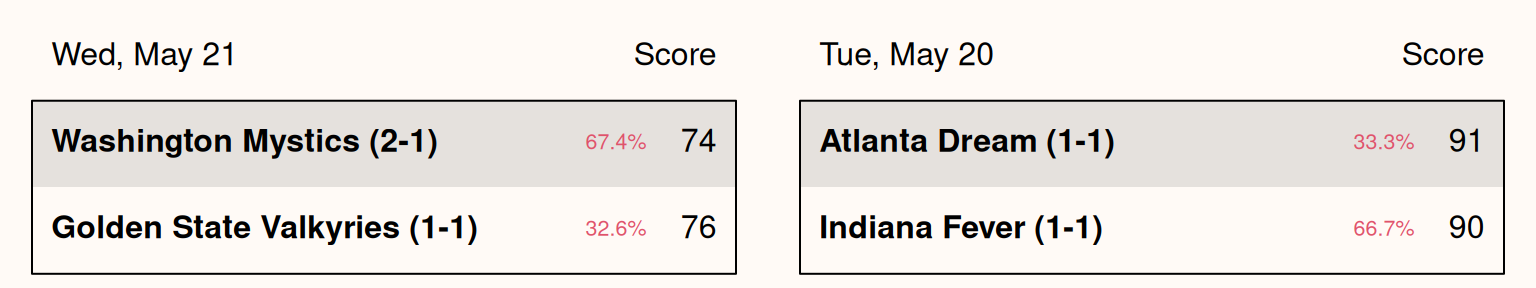 Wed, May 21 Score
Washington Mystics (2-1) 67.4% 74
Golden State Valkyries (1-1) 32.6% 76
Tue, May 20 Score
Atlanta Dream (1-1) 33.3% 91
Indiana Fever (1-1) 66.7% 90